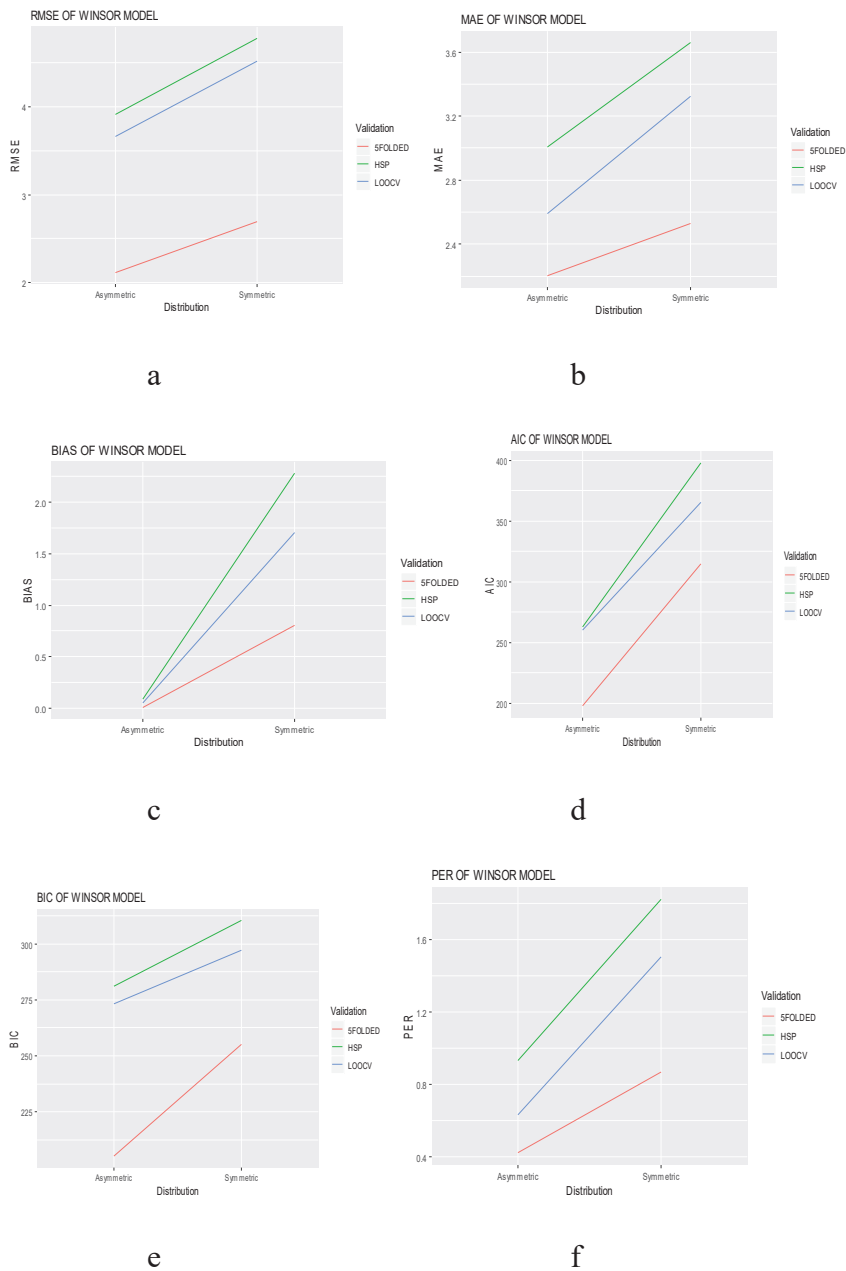 RMSE OF WINSOR MODEL
4
3
2
RMSE
Asymmetric Symmetric
Distribution
Validation
5FOLDED
HSP
LOOCV
a
MAE OF WINSOR MODEL
3.6
3.2
2.8
2.4
MAE
Asymmetric Symmetric
Distribution
Validation
5FOLDED
HSP
LOOCV
b
BIAS OF WINSOR MODEL
2.0
1.5
1.0
0.5
0.0
BIAS
Asymmetric Symmetric
Distribution
Validation
5FOLDED
HSP
LOOCV
c
AIC OF WINSOR MODEL
400
350
300
250
200
AIC
Asymmetric Symmetric
Distribution
Validation
5FOLDED
HSP
LOOCV
d
BIC OF WINSOR MODEL
300
275
250
225
BIC
Asymmetric Symmetric
Distribution
Validation
5FOLDED
HSP
LOOCV
e
PER OF WINSOR MODEL
1.6
1.2
0.8
0.4
PER
Asymmetric Symmetric
Distribution
Validation
5FOLDED
HSP
LOOCV
f